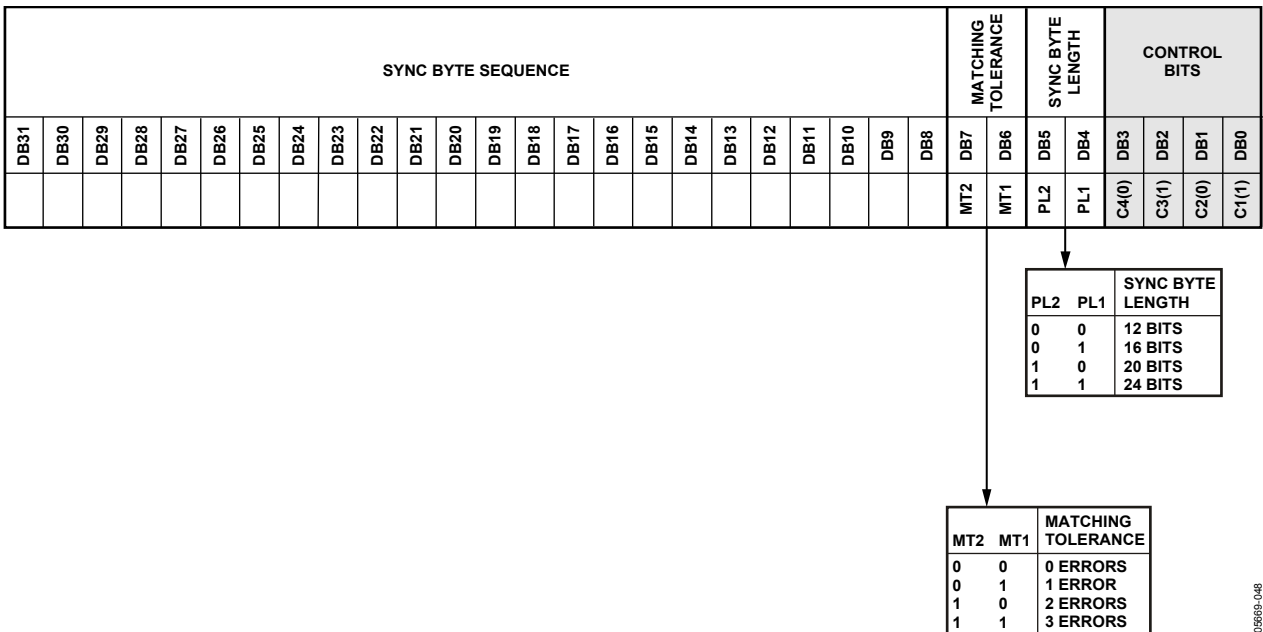 SYNC BYTE SEQUENCE
MATCHING
TOLERANCE
SYNC BYTE
LENGTH
CONTROL
BITS
DB31 DB30 DB29 DB28 DB27 DB26 DB25 DB24 DB23 DB22 DB21 DB20 DB19 DB18 DB17 DB16 DB15 DB14 DB13 DB12 DB11 DB10 DB9 DB8 DB7 DB6 DB5 DB4 DB3 DB2 DB1 DB0
MT2 MT1 PL2 PL1 C4(0) C3(1) C2(0) C1(1)
PL2 PL1 SYNC BYTE
LENGTH
0 0 12 BITS
0 1 16 BITS
1 0 20 BITS
1 1 24 BITS
MT2 MT1 MATCHING
TOLERANCE
0 0 0 ERRORS
0 1 1 ERROR
1 0 2 ERRORS
1 1 3 ERRORS
05669-048